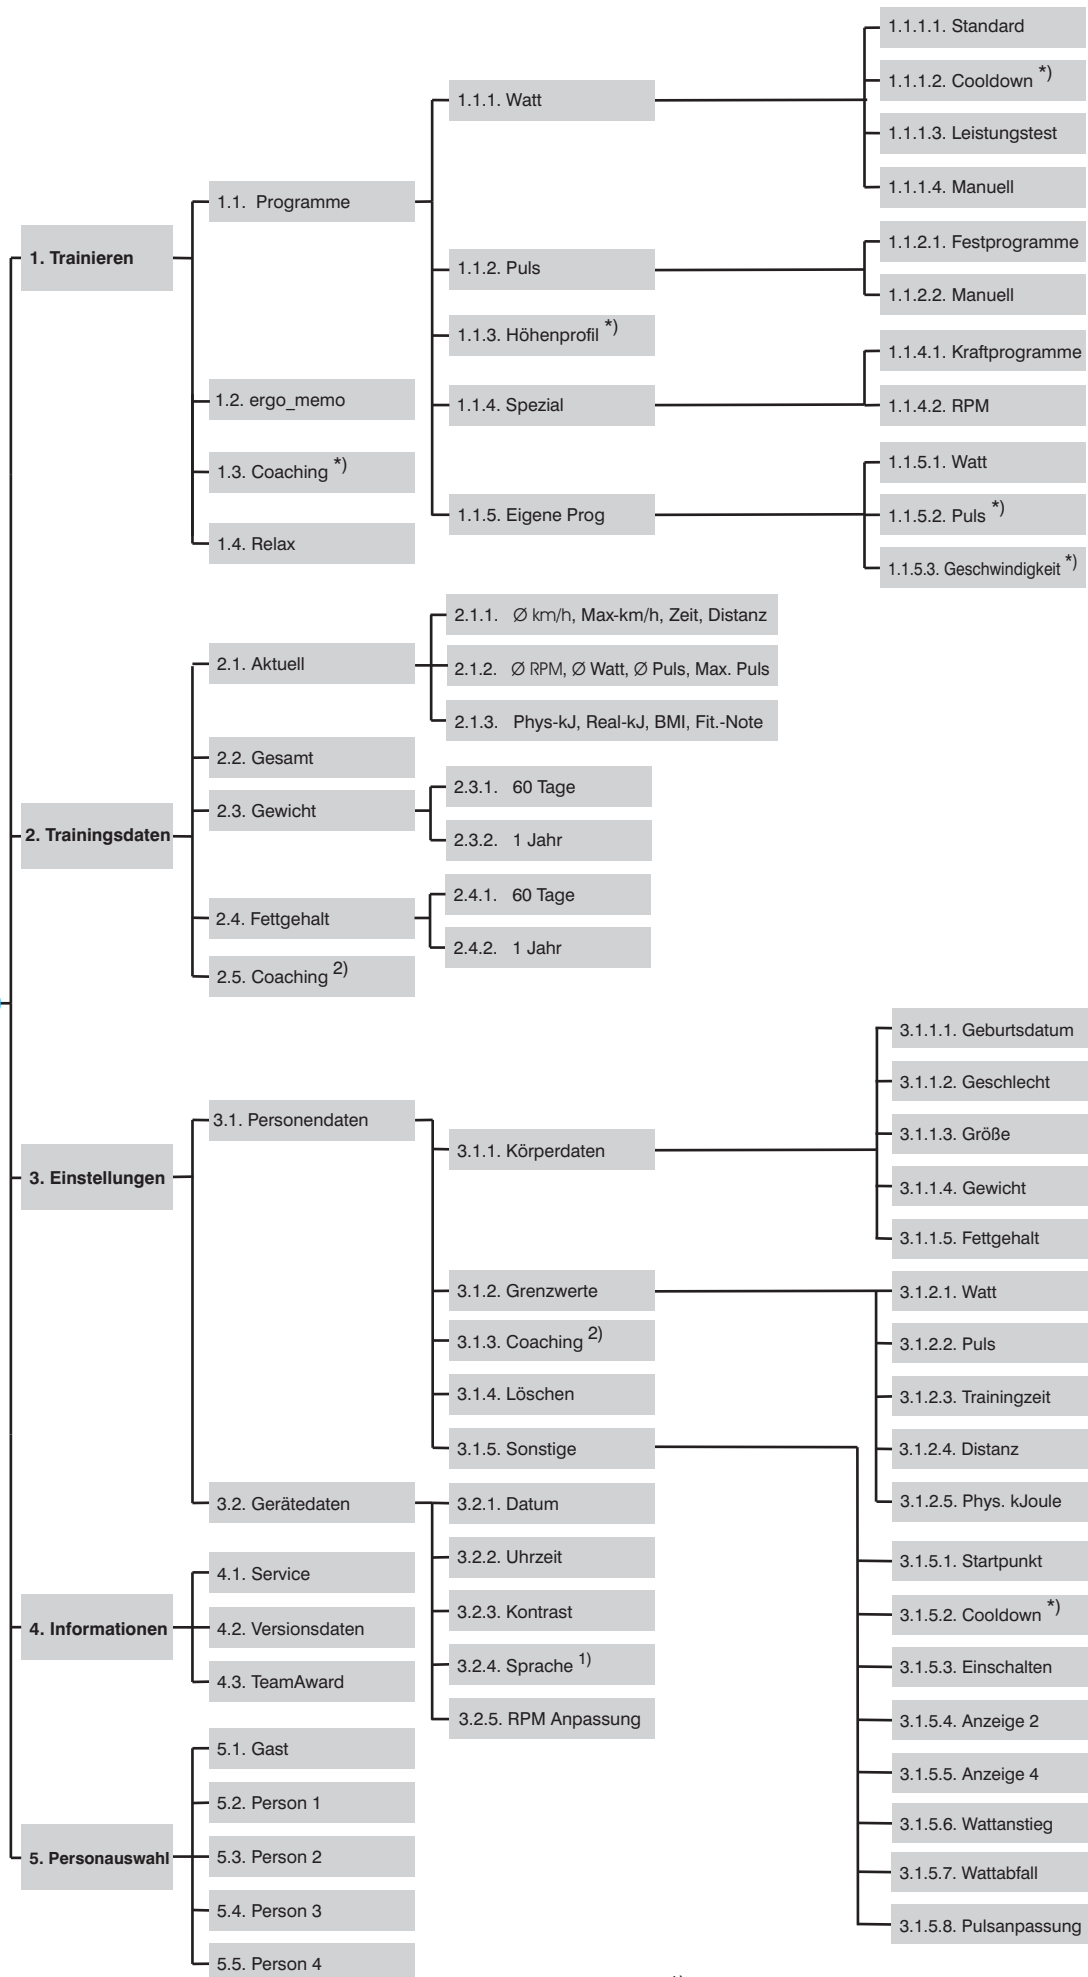 1. Trainieren
1.1. Programme
1.1.1. Watt
1.1.1.1. Standard
1.1.1.2. Cooldown *)
1.1.1.3. Leistungstest
1.1.1.4. Manuell
1.1.2. Puls
1.1.2.1. Festprogramme
1.1.2.2. Manuell
1.1.3. Höhenprofil *)
1.1.4. Spezial
1.1.4.1. Kraftprogramme
1.1.4.2. RPM
1.1.5. Eigene Prog
1.1.5.1. Watt
1.1.5.2. Puls *)
1.1.5.3. Geschwindigkeit *)
1.2. ergo_memo
1.3. Coaching *)
1.4. Relax
2. Trainingsdaten
2.1. Aktuell
2.1.1. Ø km/h, Max-km/h, Zeit, Distanz
2.1.2. Ø RPM, Ø Watt, Ø Puls, Max. Puls
2.1.3. Phys-kJ, Real-kJ, BMI, Fit.-Note
2.2. Gesamt
2.3. Gewicht
2.3.1. 60 Tage
2.3.2. 1 Jahr
2.4. Fettgehalt
2.4.1. 60 Tage
2.4.2. 1 Jahr
2.5. Coaching 2)
3. Einstellungen
3.1. Personendaten
3.1.1. Körperdaten
3.1.1.1. Geburtsdatum
3.1.1.2. Geschlecht
3.1.1.3. Größe
3.1.1.4. Gewicht
3.1.1.5. Fettgehalt
3.1.2. Grenzwerte
3.1.2.1. Watt
3.1.2.2. Puls
3.1.2.3. Trainingzeit
3.1.2.4. Distanz
3.1.2.5. Phys. kJoule
3.1.3. Coaching 2)
3.1.4. Löschen
3.1.5. Sonstige
3.1.5.1. Startpunkt
3.1.5.2. Cooldown *)
3.1.5.3. Einschalten
3.1.5.4. Anzeige 2
3.1.5.5. Anzeige 4
3.1.5.6. Wattanstieg
3.1.5.7. Wattabfall
3.1.5.8. Pulsanpassung
3.2. Gerätedaten
3.2.1. Datum
3.2.2. Uhrzeit
3.2.3. Kontrast
3.2.4. Sprache 1)
3.2.5. RPM Anpassung
4. Informationen
4.1. Service
4.2. Versionsdaten
4.3. TeamAward
5. Personauswahl
5.1. Gast
5.2. Person 1
5.3. Person 2
5.4. Person 3
5.5. Person 4